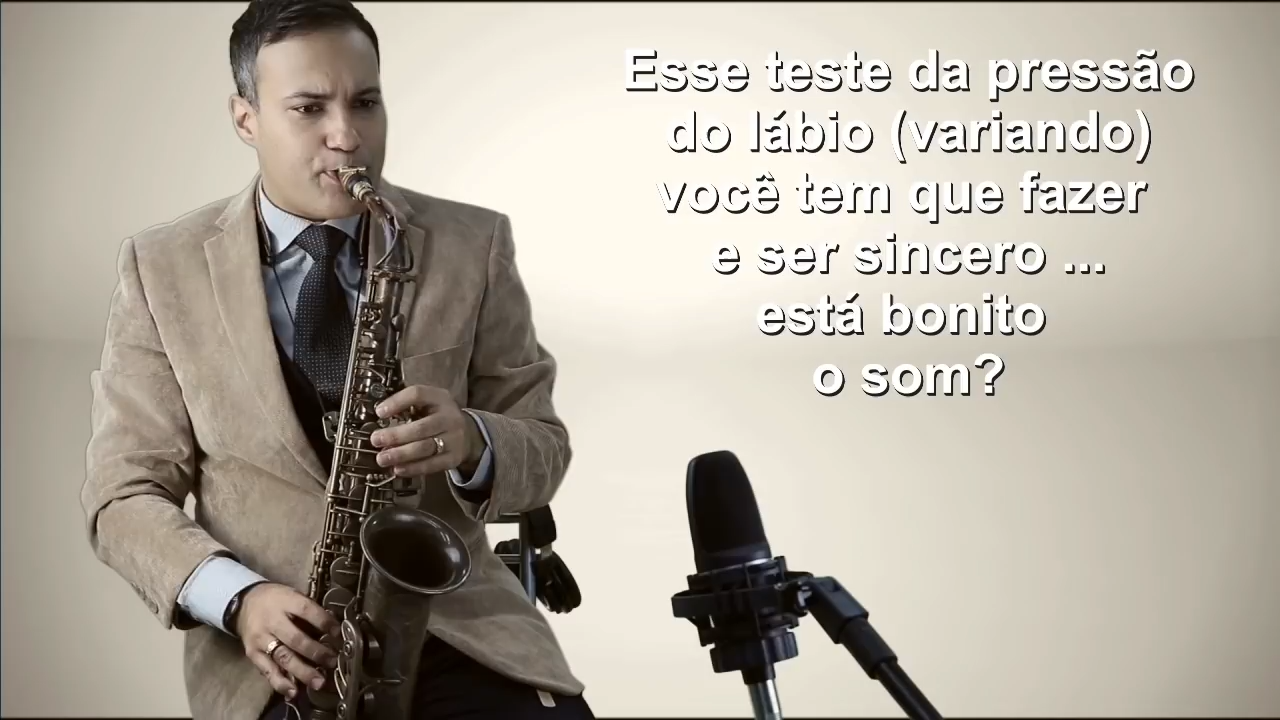 Esse teste da pressão
do lábio (variando)
você tem que fazer
e ser sincero ...
está bonito
o som?